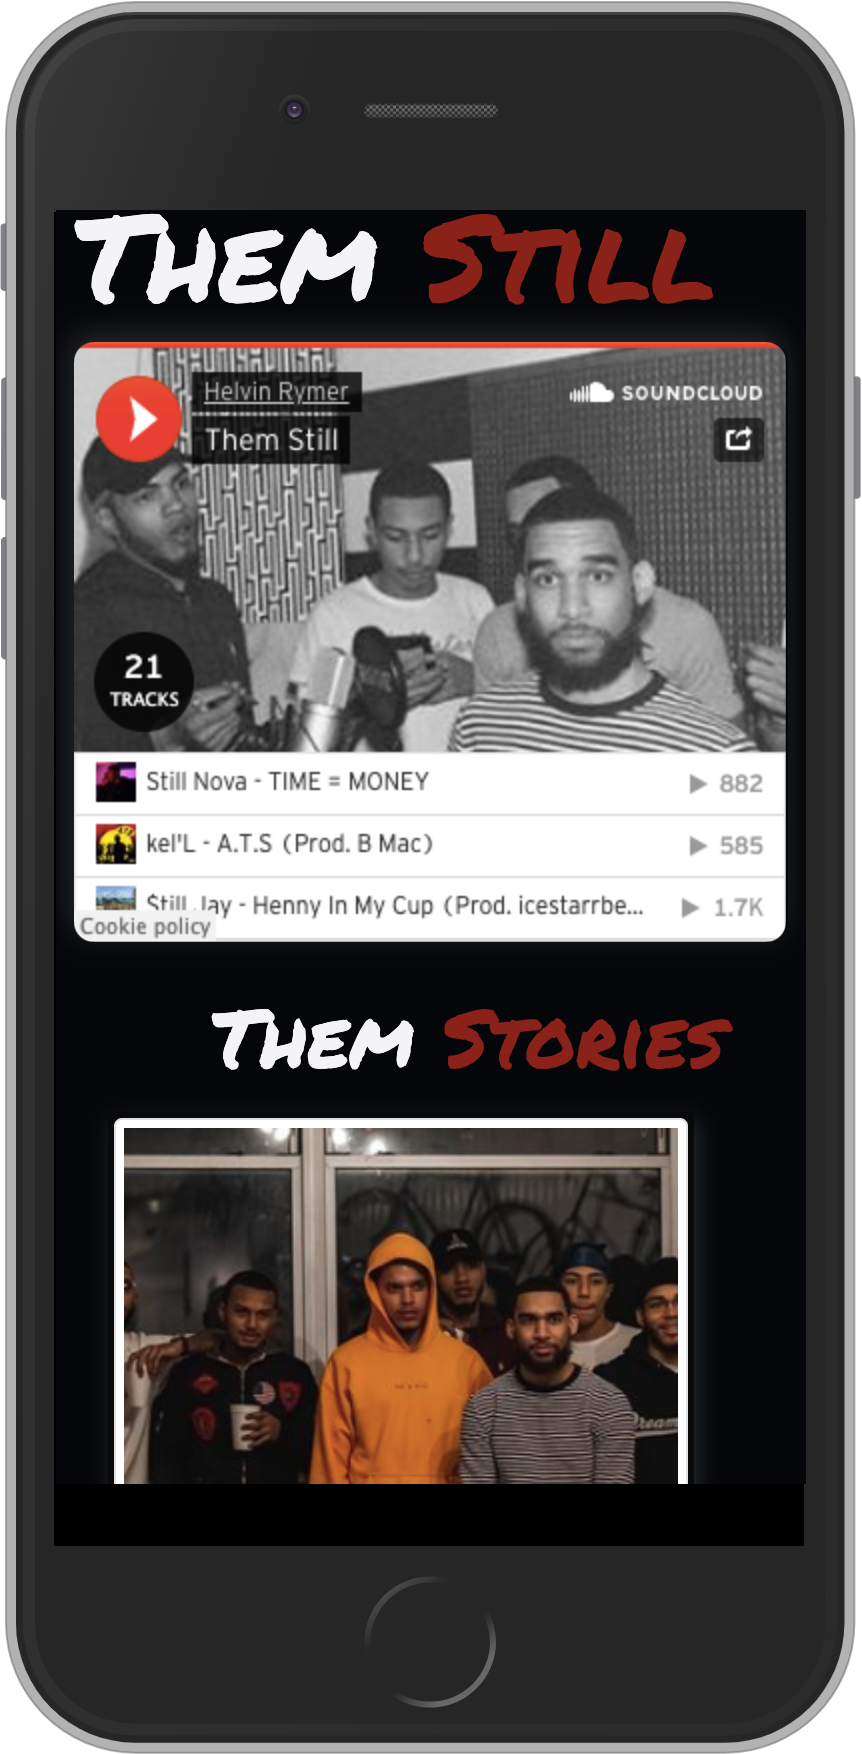 Them Still
Helvin Rymer
SOUNDCLOUD
Them Still
21
TRACKS
Still Nova - TIME = MONEY 882
kel'L - A.T.S (Prod. B Mac) 585
$till Jay - Henny In My Cup (Prod. icestarrbe... 1.7K
Cookie policy
Them Stories